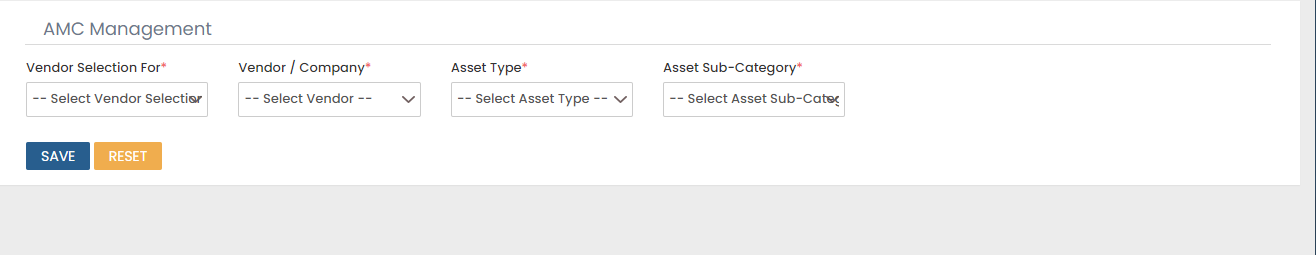 AMC Management
Vendor Selection For* Vendor / Company* Asset Type* Asset Sub-Category*
-- Select Vendor Selection -- Select Vendor -- -- Select Asset Type -- -- Select Asset Sub-Categ
SAVE RESET